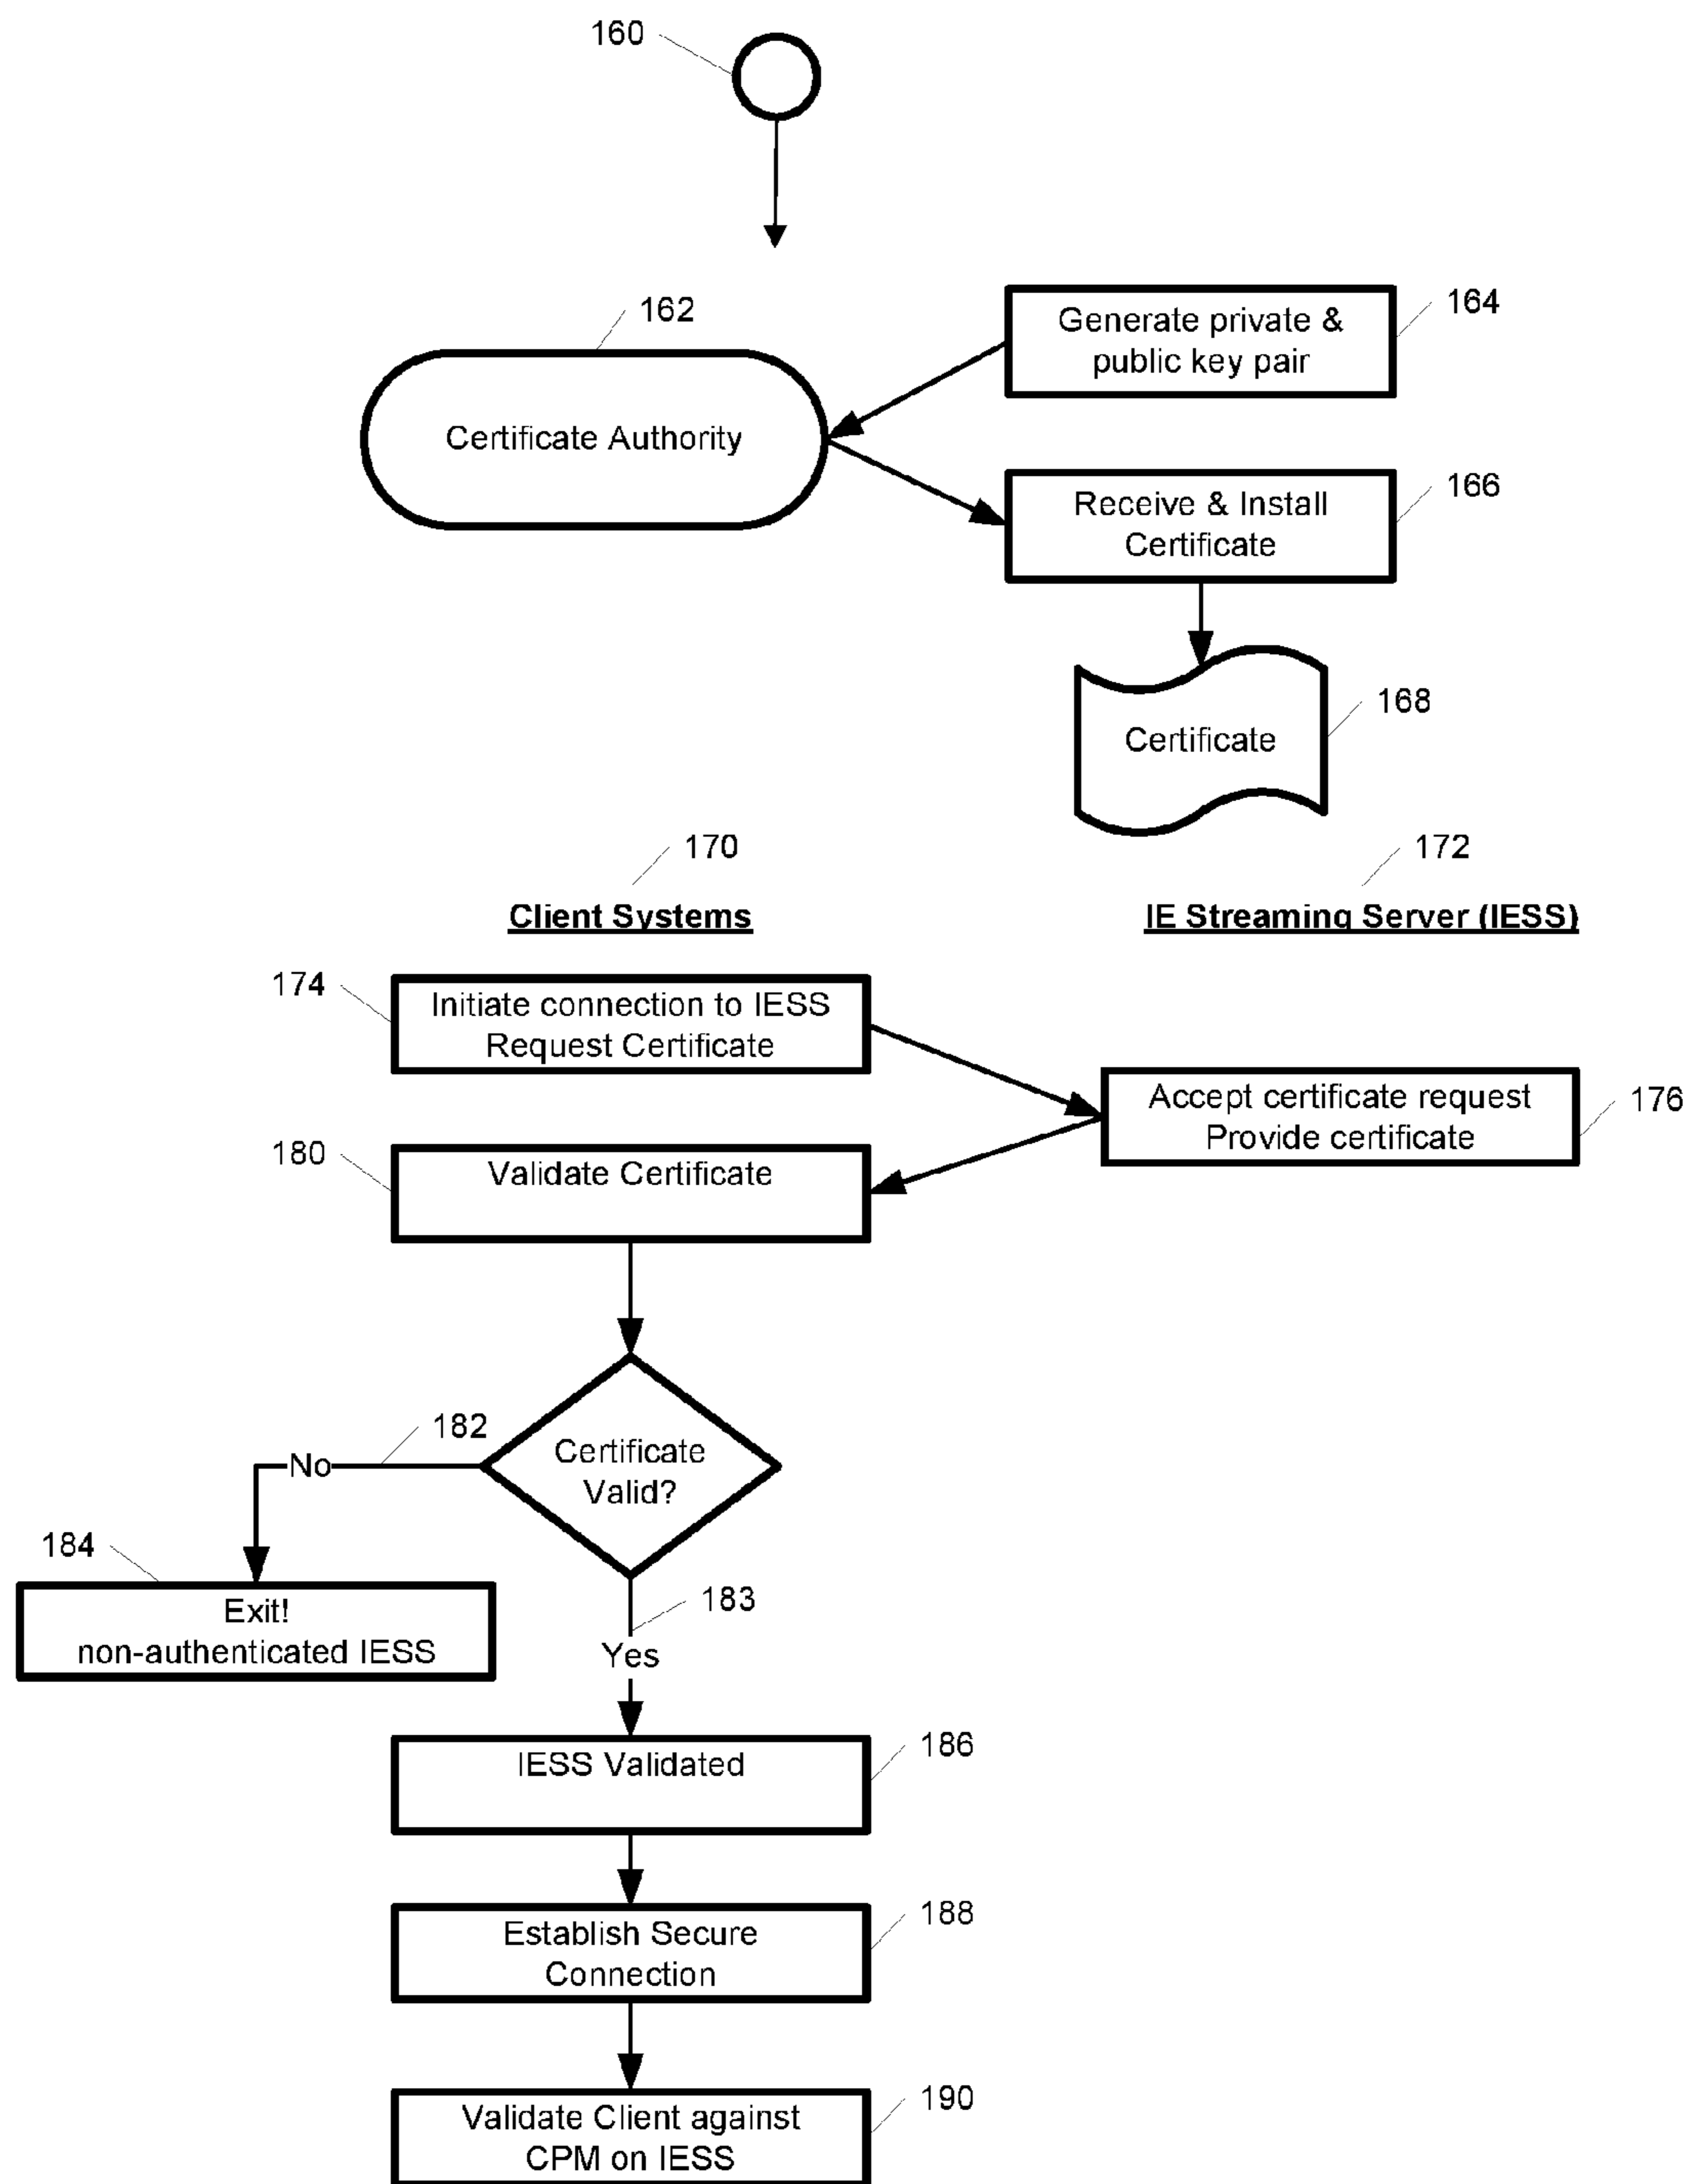 160
162
Generate private &
public key pair
164
Certificate Authority
Receive & Install
Certificate
166
Certificate
168
170
172
Client Systems
IE Streaming Server (IESS)
174
Initiate connection to IESS
Request Certificate
Accept certificate request
Provide certificate
176
180
Validate Certificate
182
No
Certificate
Valid?
184
Exit!
non-authenticated IESS
183
Yes
IESS Validated
186
Establish Secure
Connection
188
Validate Client against
CPM on IESS
190